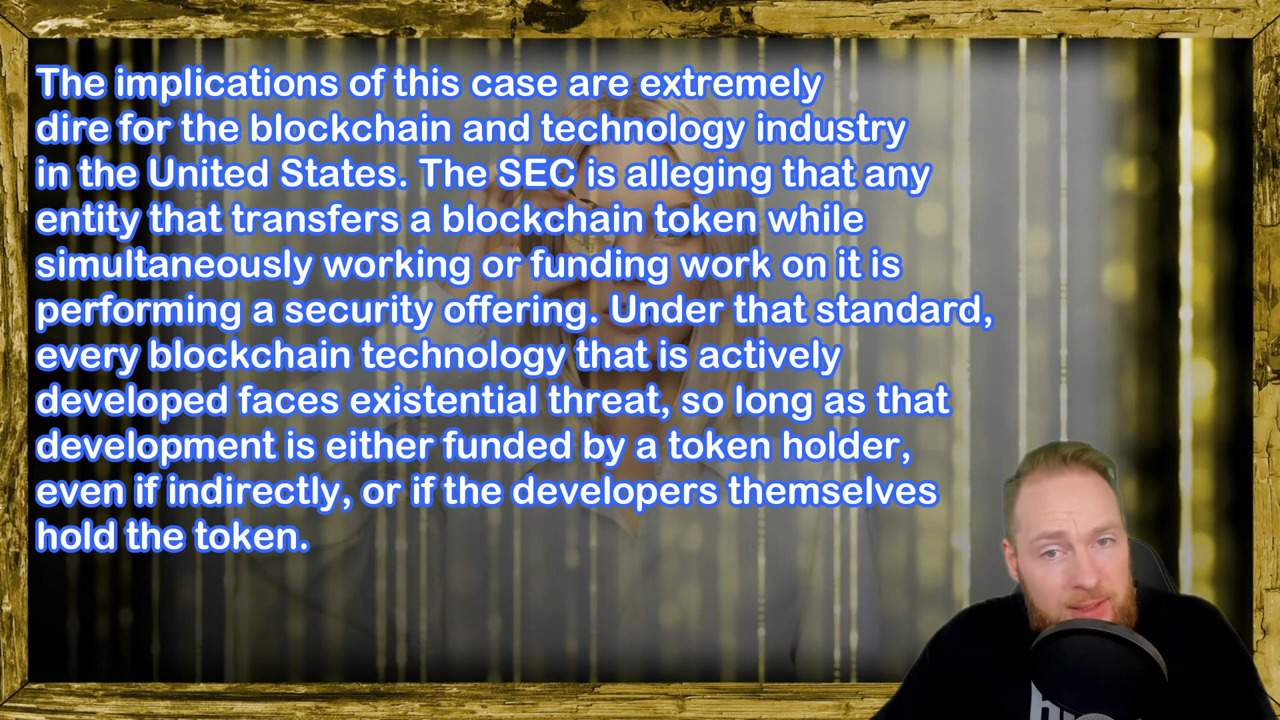 The implications of this case are extremely
dire for the blockchain and technology industry
in the United States. The SEC is alleging that any
entity that transfers a blockchain token while
simultaneously working or funding work on it is
performing a security offering. Under that standard,
every blockchain technology that is actively
developed faces existential threat, so long as that
development is either funded by a token holder,
even if indirectly, or if the developers themselves
hold the token.